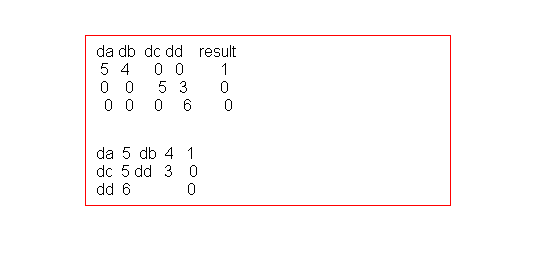 da db dc dd result
5 4 0 0 1
0 0 5 3 0
0 0 0 6 0
da 5 db 4 1
dc 5 dd 3 0
dd 6 0